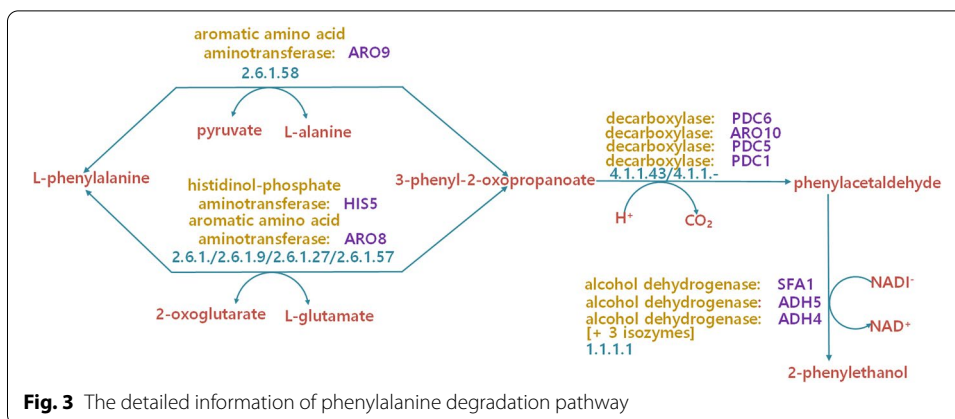 aromatic amino acid
aminotransferase: ARO9
2.6.1.58
pyruvate L-alanine
L-phenylalanine
histidinol-phosphate
aminotransferase: HIS5
aromatic amino acid
aminotransferase: ARO8
2.6.1./2.6.1.9/2.6.1.27/2.6.1.57
2-oxoglutarate L-glutamate
3-phenyl-2-oxopropanoate
decarboxylase: PDC6
decarboxylase: ARO10
decarboxylase: PDC5
decarboxylase: PDC1
4.1.1.43/4.1.1.-
H⁺ CO₂
phenylacetaldehyde
alcohol dehydrogenase: SFA1
alcohol dehydrogenase: ADH5
alcohol dehydrogenase: ADH4
[+ 3 isozymes]
1.1.1.1
NADI⁻
NAD⁺
2-phenylethanol
Fig. 3 The detailed information of phenylalanine degradation pathway